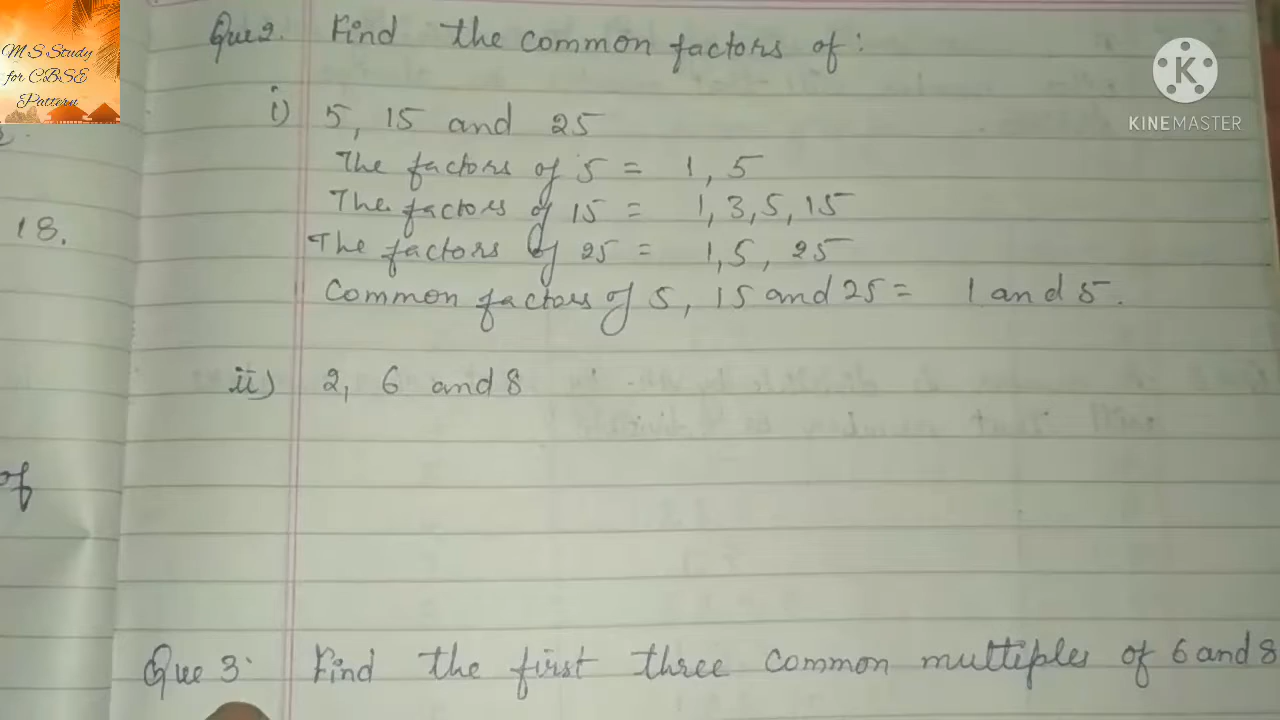 M S Study
for CBSE
Pattern
KINEMASTER
Que 2. Find the common factors of:
i) 5, 15 and 25
The factors of 5 = 1, 5
The factors of 15 = 1, 3, 5, 15
18.
The factors of 25 = 1, 5, 25
Common factors of 5, 15 and 25 = 1 and 5.
ii) 2, 6 and 8
of
Que 3. Find the first three common multiples of 6 and 8